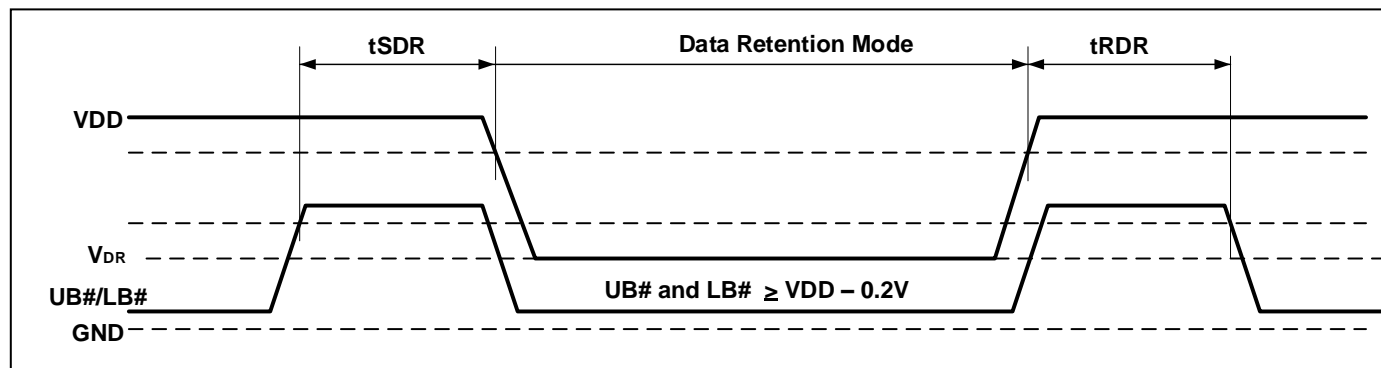 tSDR
Data Retention Mode
tRDR
VDD
VDR
UB#/LB#
UB# and LB# ≥ VDD – 0.2V
GND